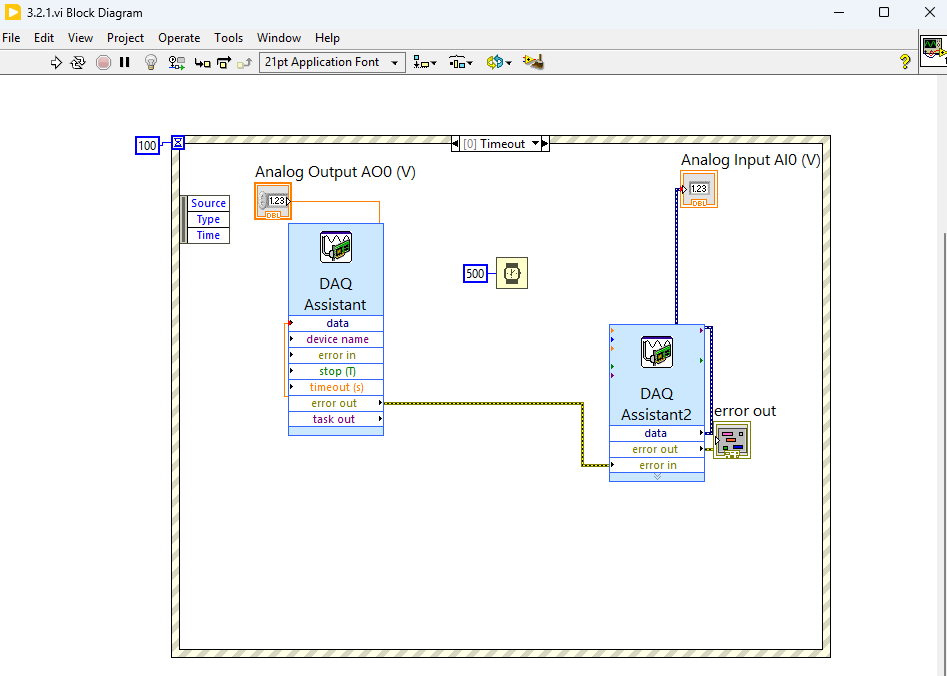 3.2.1.vi Block Diagram
File Edit View Project Operate Tools Window Help
21pt Application Font
?
100
[0] Timeout
Analog Output AO0 (V)
1.23
DBL
Analog Input AI0 (V)
1.23
DBL
Source
Type
Time
DAQ
Assistant
data
device name
error in
stop (T)
timeout (s)
error out
task out
500
DAQ
Assistant2
data
error out
error in
error out